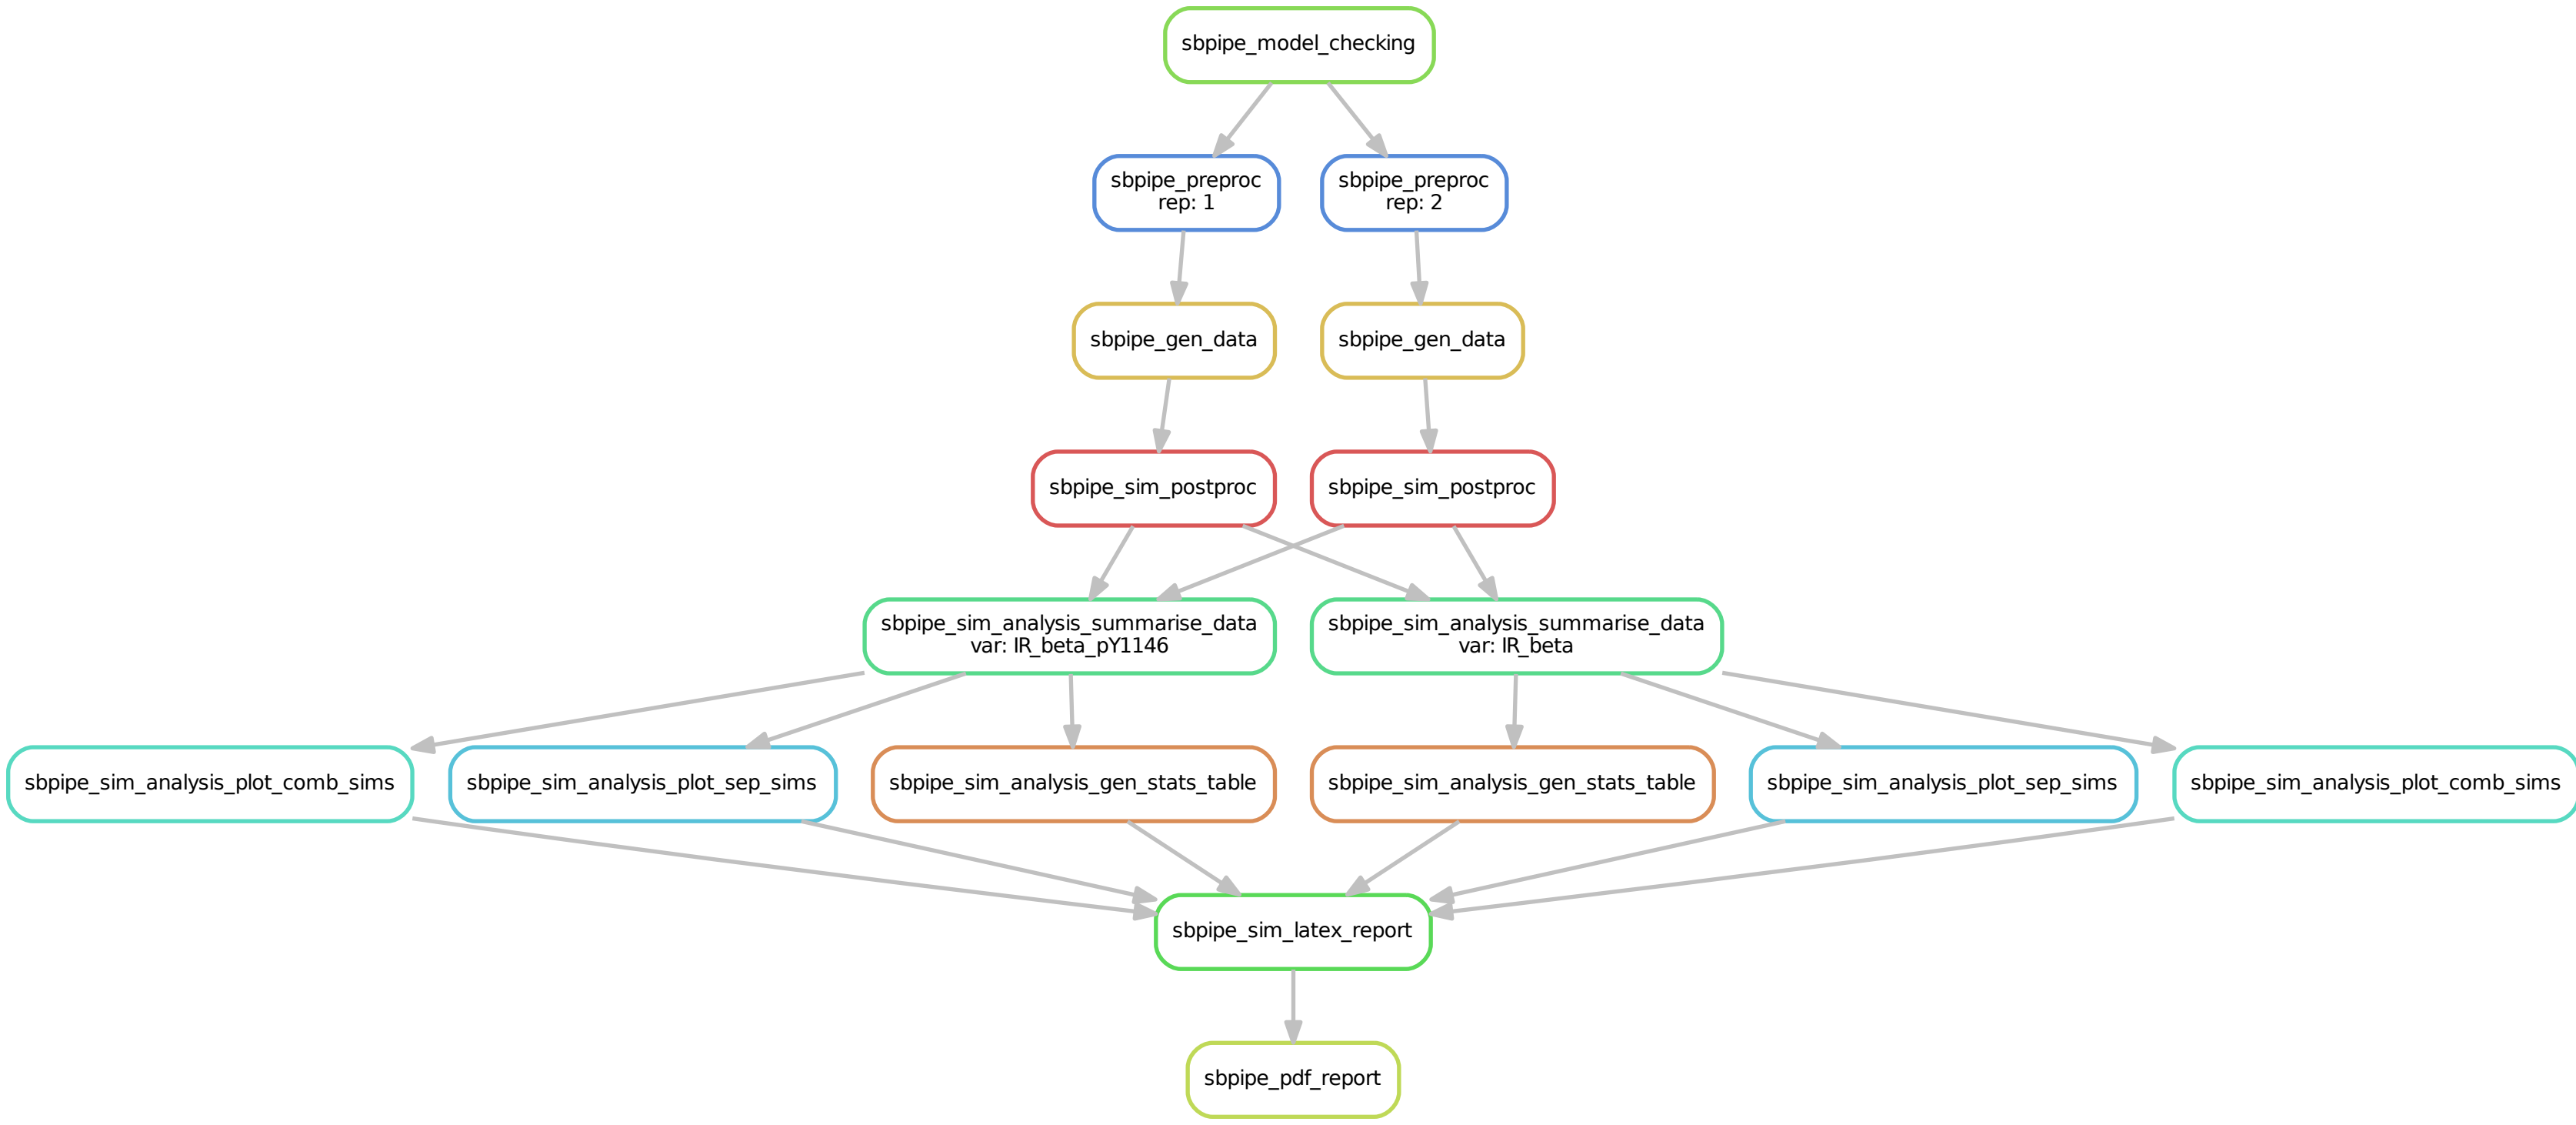 sbpipe_model_checking
sbpipe_preproc
rep: 1
sbpipe_preproc
rep: 2
sbpipe_gen_data
sbpipe_gen_data
sbpipe_sim_postproc
sbpipe_sim_postproc
sbpipe_sim_analysis_summarise_data
var: IR_beta_pY1146
sbpipe_sim_analysis_summarise_data
var: IR_beta
sbpipe_sim_analysis_plot_comb_sims
sbpipe_sim_analysis_plot_sep_sims
sbpipe_sim_analysis_gen_stats_table
sbpipe_sim_analysis_gen_stats_table
sbpipe_sim_analysis_plot_sep_sims
sbpipe_sim_analysis_plot_comb_sims
sbpipe_sim_latex_report
sbpipe_pdf_report